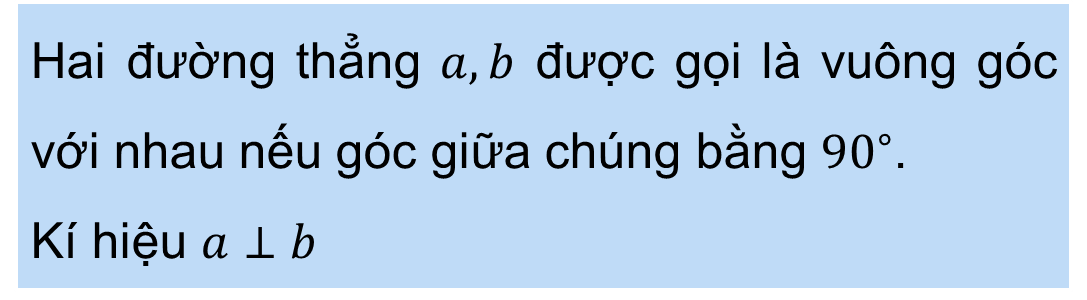 Hai đường thẳng a, b được gọi là vuông góc
với nhau nếu góc giữa chúng bằng 90°.
Kí hiệu a ⊥ b